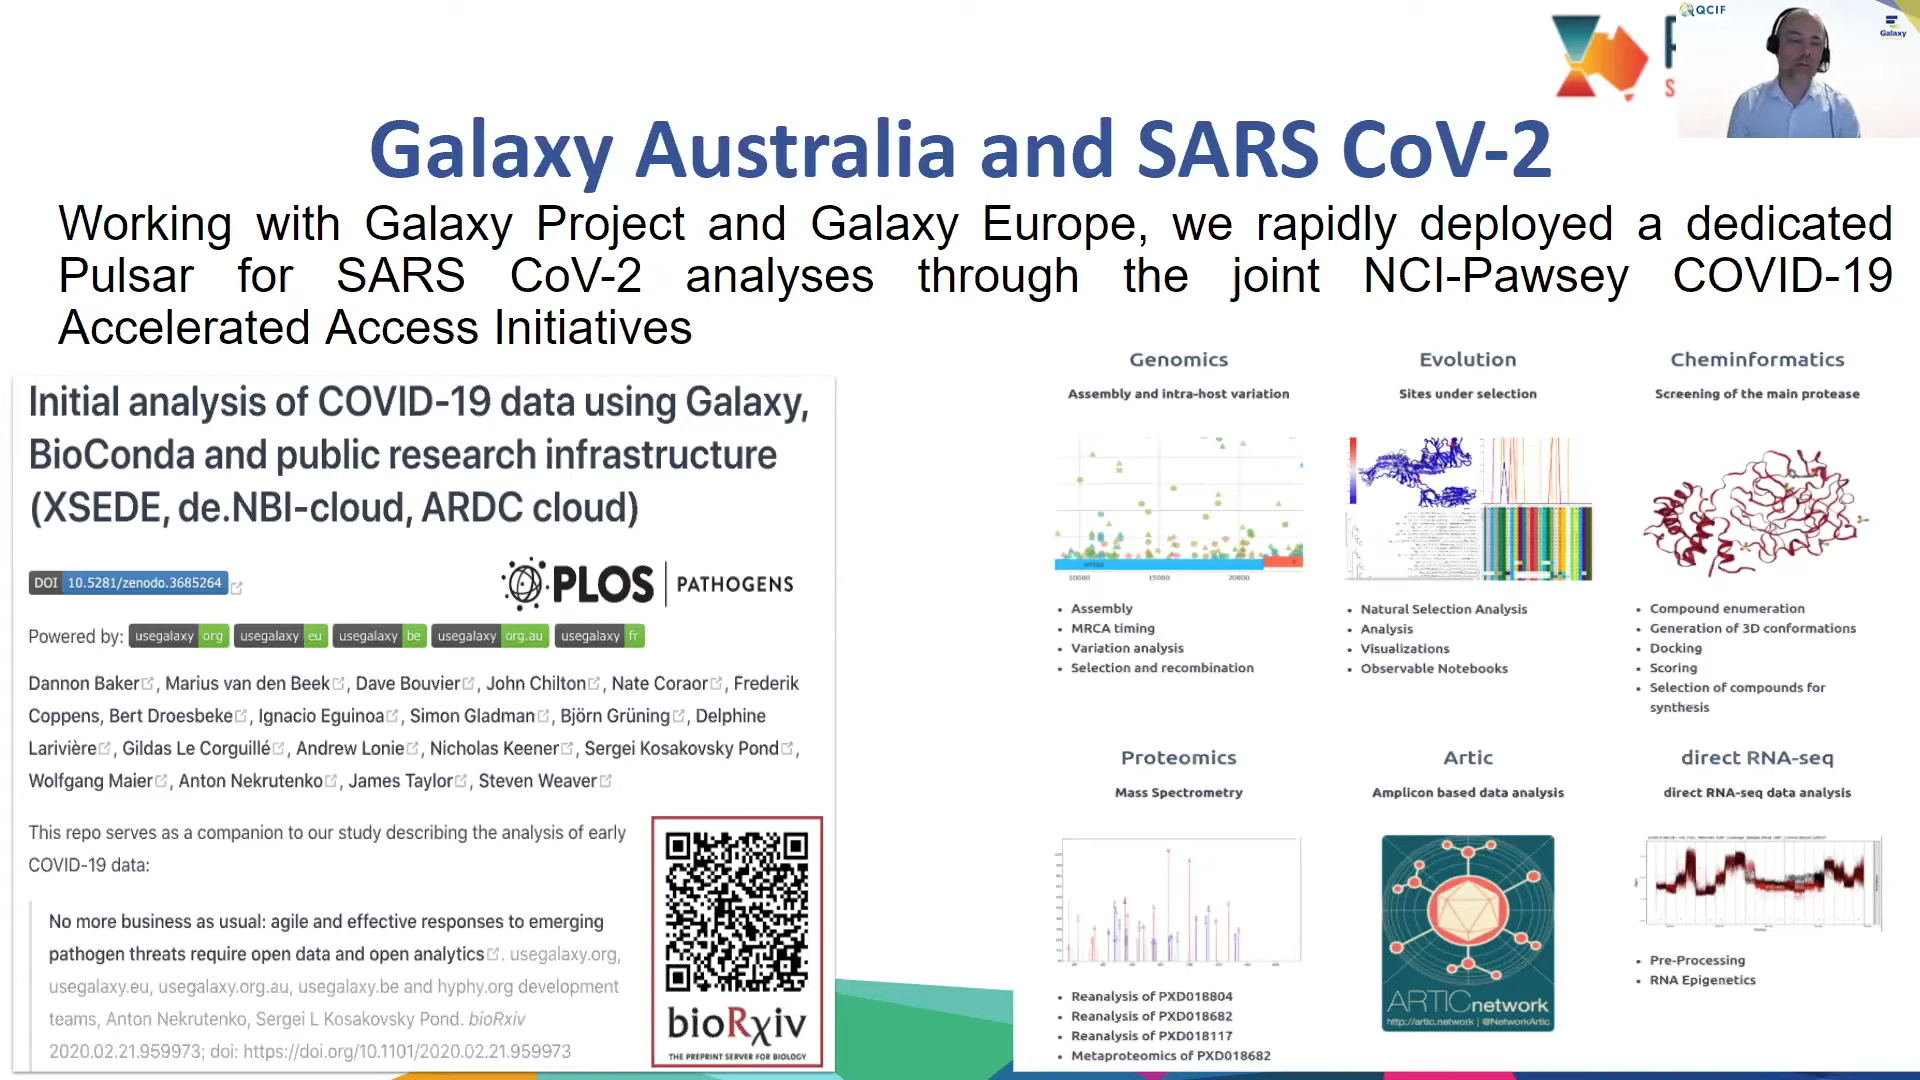 QCIF
Galaxy
Galaxy Australia and SARS CoV-2
Working with Galaxy Project and Galaxy Europe, we rapidly deployed a dedicated
Pulsar for SARS CoV-2 analyses through the joint NCI-Pawsey COVID-19
Accelerated Access Initiatives
Initial analysis of COVID-19 data using Galaxy,
BioConda and public research infrastructure
(XSEDE, de.NBI-cloud, ARDC cloud)
DOI 10.5281/zenodo.3685264
PLOS PATHOGENS
Powered by: usegalaxy org usegalaxy eu usegalaxy be usegalaxy org.au usegalaxy fr
Dannon Baker, Marius van den Beek, Dave Bouvier, John Chilton, Nate Coraor, Frederik
Coppens, Bert Droesbeke, Ignacio Eguinoa, Simon Gladman, Björn Grüning, Delphine
Larivière, Gildas Le Corguillé, Andrew Lonie, Nicholas Keener, Sergei Kosakovsky Pond,
Wolfgang Maier, Anton Nekrutenko, James Taylor, Steven Weaver
This repo serves as a companion to our study describing the analysis of early
COVID-19 data:
No more business as usual: agile and effective responses to emerging
pathogen threats require open data and open analytics. usegalaxy.org,
usegalaxy.eu, usegalaxy.org.au, usegalaxy.be and hyphy.org development
teams, Anton Nekrutenko, Sergei L Kosakovsky Pond. bioRxiv
2020.02.21.959973; doi: https://doi.org/10.1101/2020.02.21.959973
bioRxiv
THE PREPRINT SERVER FOR BIOLOGY
Genomics
Assembly and intra-host variation
10000 15000 20000
• Assembly
• MRCA timing
• Variation analysis
• Selection and recombination
Evolution
Sites under selection
• Natural Selection Analysis
• Analysis
• Visualizations
• Observable Notebooks
Cheminformatics
Screening of the main protease
• Compound enumeration
• Generation of 3D conformations
• Docking
• Scoring
• Selection of compounds for
synthesis
Proteomics
Mass Spectrometry
• Reanalysis of PXD018804
• Reanalysis of PXD018682
• Reanalysis of PXD018117
• Metaproteomics of PXD018682
Artic
Amplicon based data analysis
ARTICnetwork
http://artic.network | @NetworkArtic
direct RNA-seq
direct RNA-seq data analysis
• Pre-Processing
• RNA Epigenetics